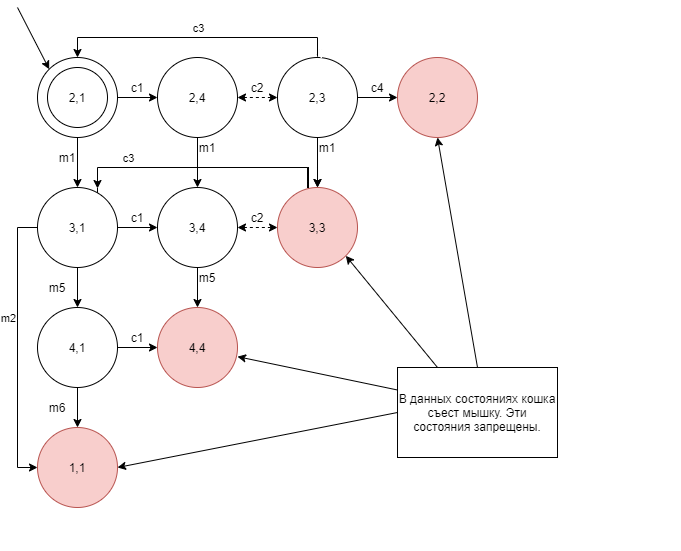 c3
2,1
c1
2,4
c2
2,3
c4
2,2
m1
m1
m1
c3
3,1
c1
3,4
c2
3,3
m5
m5
m2
4,1
c1
4,4
В данных состояниях кошка
съест мышку. Эти
состояния запрещены.
m6
1,1